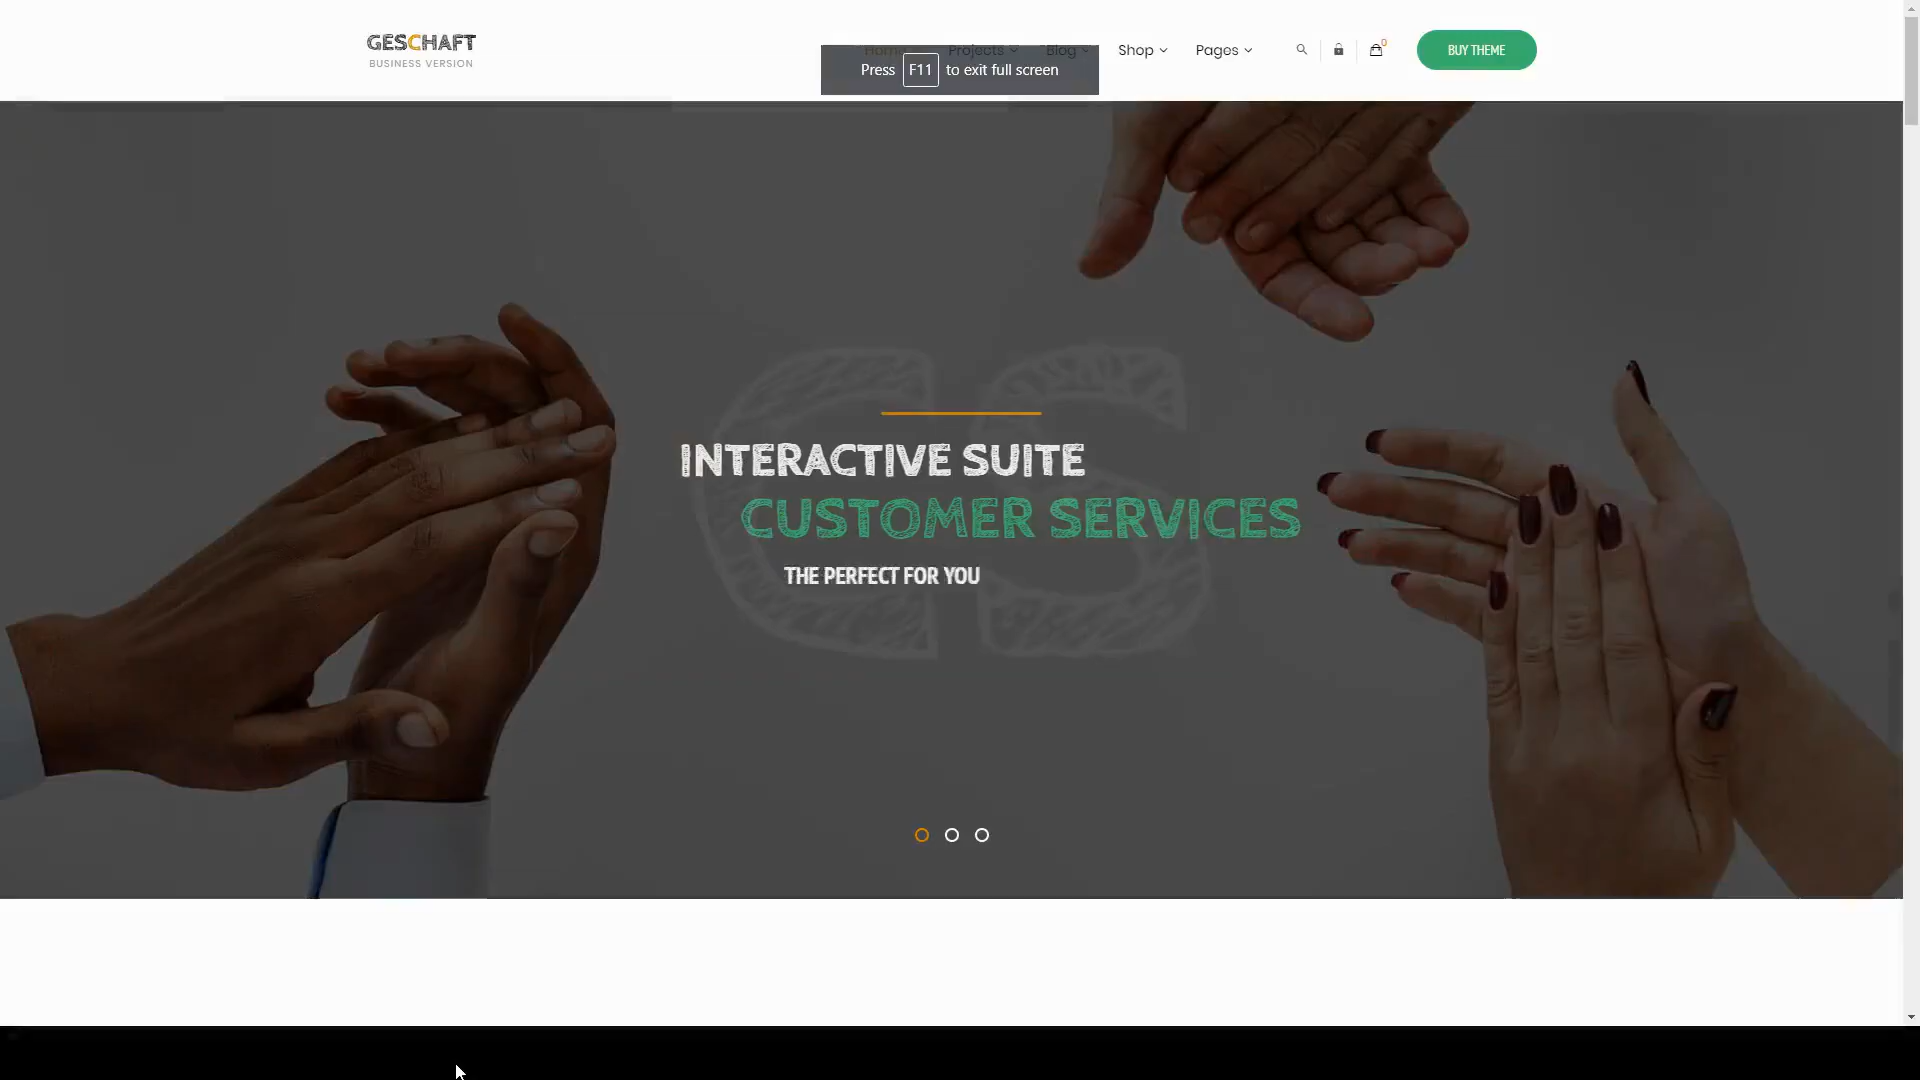 GESCHAFT
BUSINESS VERSION
Home Projects Blog Shop Pages
0
BUY THEME
Press F11 to exit full screen
INTERACTIVE SUITE
CUSTOMER SERVICES
THE PERFECT FOR YOU